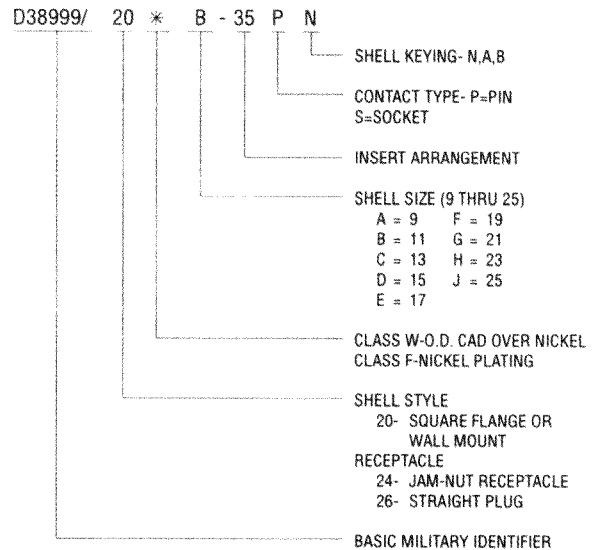 D38999/ 20 * B - 35 P N
SHELL KEYING- N,A,B
CONTACT TYPE- P=PIN
S=SOCKET
INSERT ARRANGEMENT
SHELL SIZE (9 THRU 25)
A = 9 F = 19
B = 11 G = 21
C = 13 H = 23
D = 15 J = 25
E = 17
CLASS W-O.D. CAD OVER NICKEL
CLASS F-NICKEL PLATING
SHELL STYLE
20- SQUARE FLANGE OR
WALL MOUNT
RECEPTACLE
24- JAM-NUT RECEPTACLE
26- STRAIGHT PLUG
BASIC MILITARY IDENTIFIER